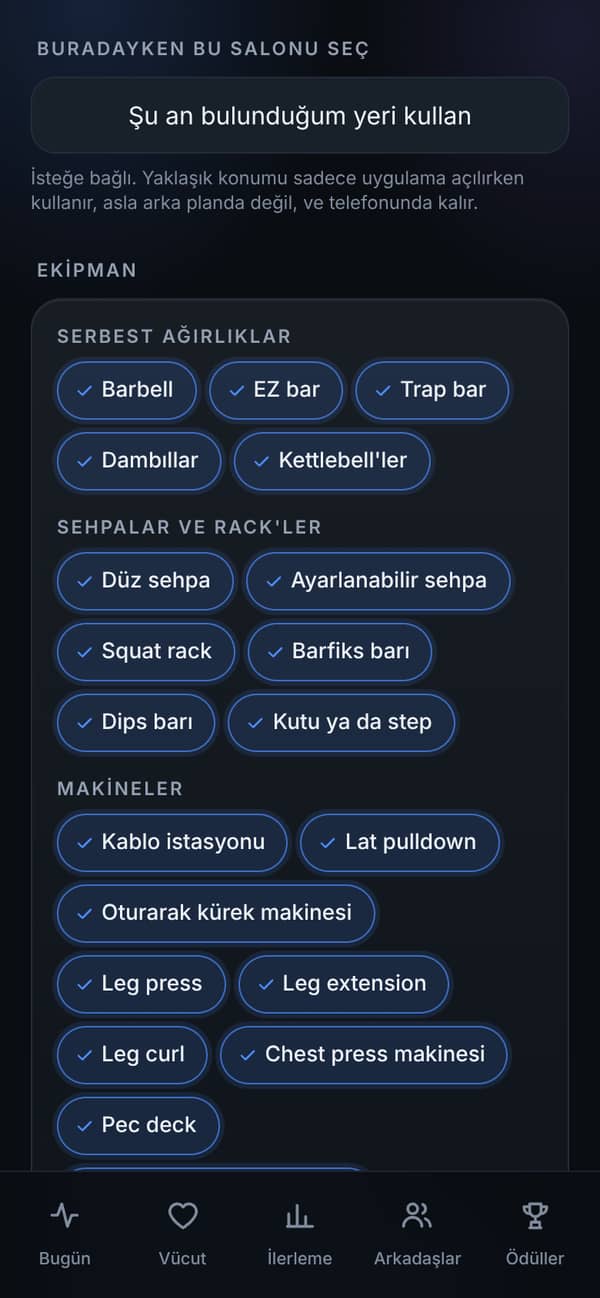 BURADAYKEN BU SALONU SEÇ
Şu an bulunduğum yeri kullan
İsteğe bağlı. Yaklaşık konumu sadece uygulama açılırken
kullanır, asla arka planda değil, ve telefonunda kalır.
EKİPMAN
SERBEST AĞIRLIKLAR
Barbell EZ bar Trap bar
Dambıllar Kettlebell'ler
SEHPALAR VE RACK'LER
Düz sehpa Ayarlanabilir sehpa
Squat rack Barfiks barı
Dips barı Kutu ya da step
MAKİNELER
Kablo istasyonu Lat pulldown
Oturarak kürek makinesi
Leg press Leg extension
Leg curl Chest press makinesi
Pec deck
Bugün Vücut İlerleme Arkadaşlar Ödüller